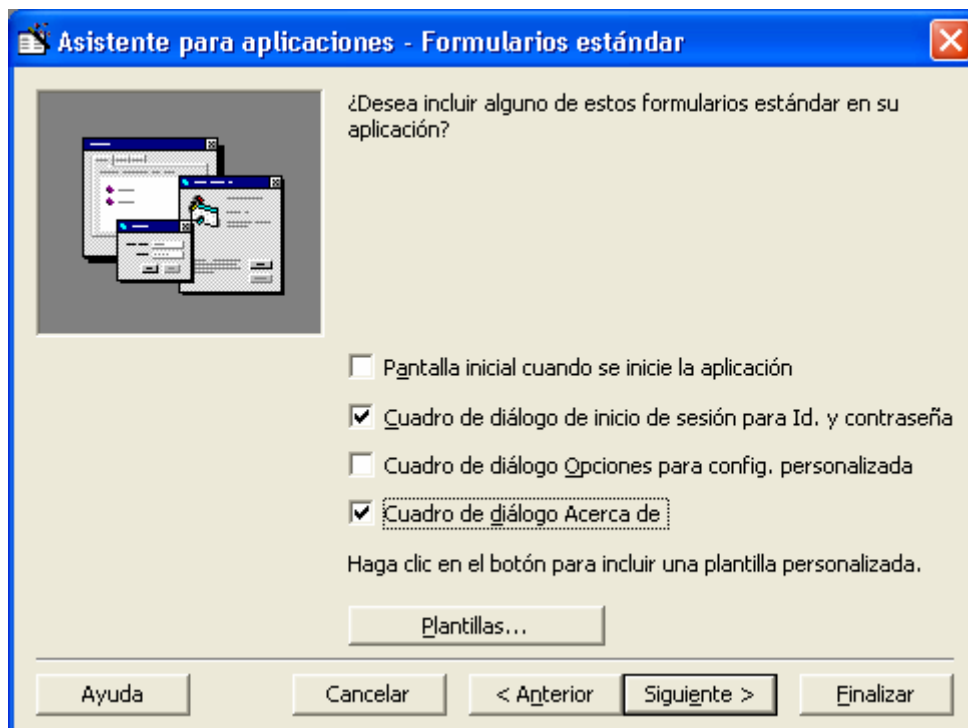 Asistente para aplicaciones - Formularios estándar
¿Desea incluir alguno de estos formularios estándar en su
aplicación?
Pantalla inicial cuando se inicie la aplicación
Cuadro de diálogo de inicio de sesión para Id. y contraseña
Cuadro de diálogo Opciones para config. personalizada
Cuadro de diálogo Acerca de
Haga clic en el botón para incluir una plantilla personalizada.
Plantillas...
Ayuda
Cancelar
< Anterior
Siguiente >
Finalizar